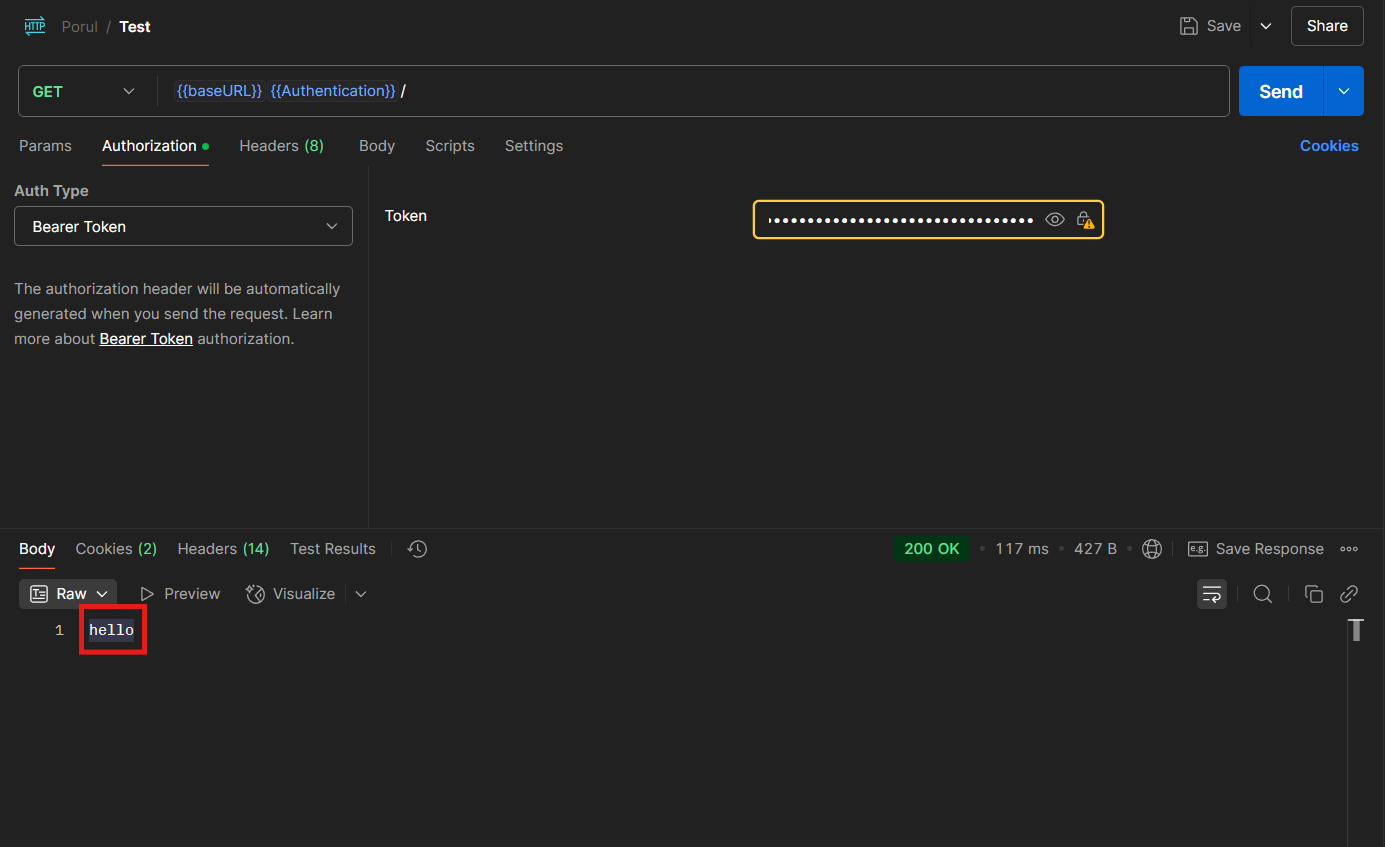 HTTP Porul / Test Save Share
GET {{baseURL}} {{Authentication}} / Send
Params Authorization Headers (8) Body Scripts Settings Cookies
Auth Type
Bearer Token
Token
The authorization header will be automatically
generated when you send the request. Learn
more about Bearer Token authorization.
Body Cookies (2) Headers (14) Test Results 200 OK • 117 ms • 427 B • e.g. Save Response
Raw Preview Visualize
1 hello